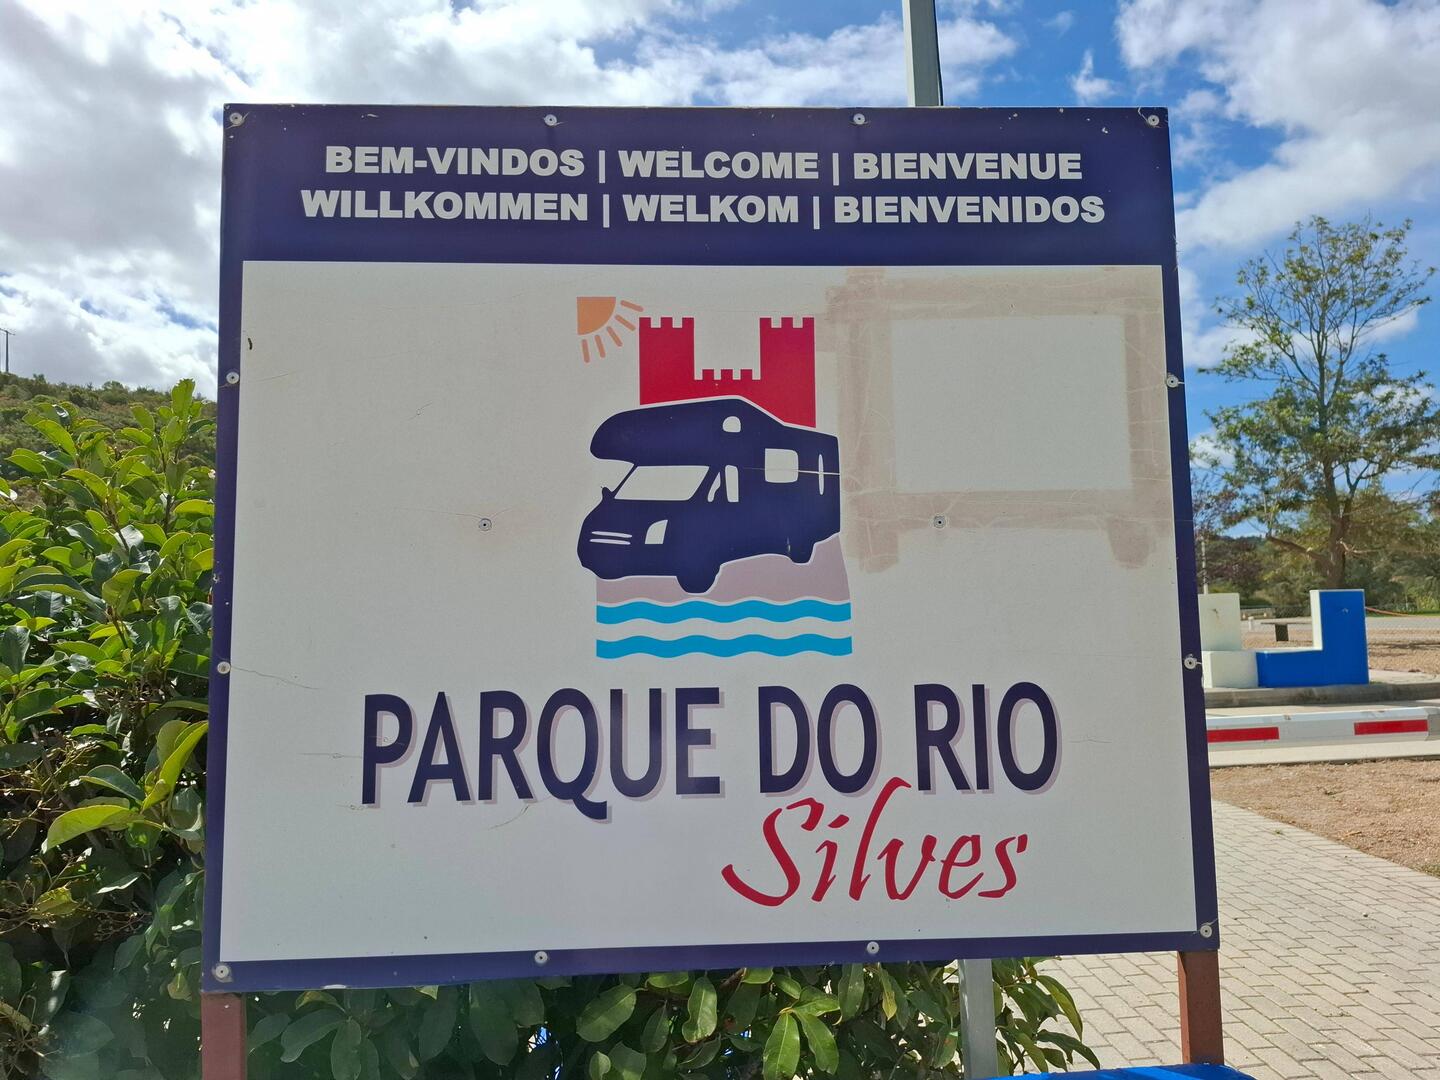 BEM-VINDOS | WELCOME | BIENVENUE
WILLKOMMEN | WELKOM | BIENVENIDOS
PARQUE DO RIO
Silves